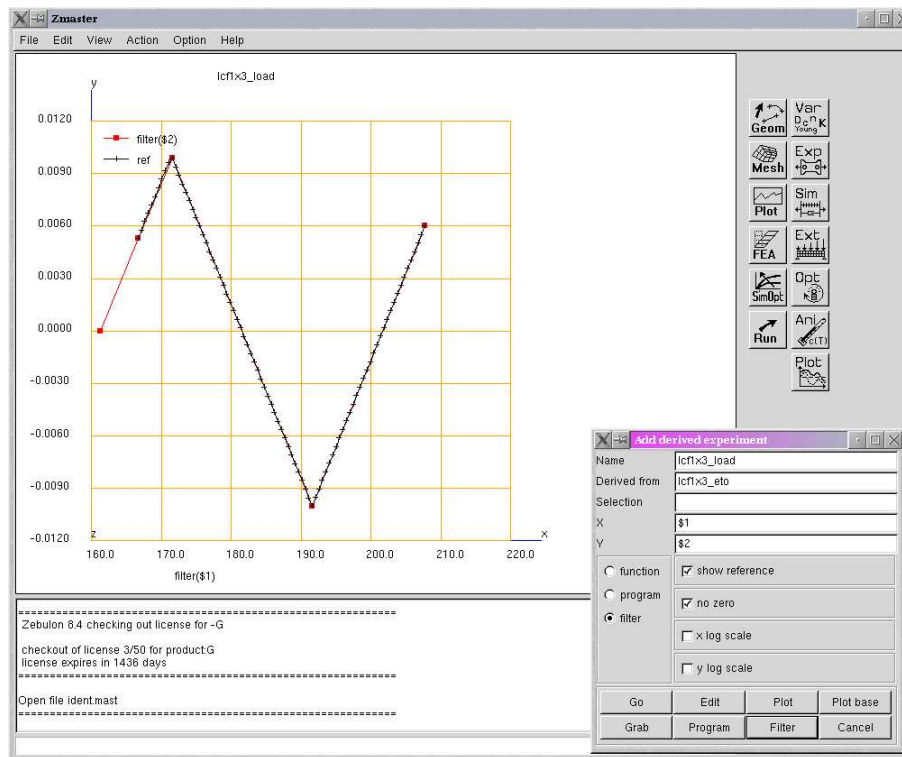 Zmaster
File Edit View Action Option Help
lcf1x3_load
y
0.0120
filter($2)
ref
0.0090
0.0060
0.0030
0.0000
-0.0030
-0.0060
-0.0090
-0.0120
z
x
160.0 170.0 180.0 190.0 200.0 210.0 220.0
filter($1)
Geom
Var
D c n K
Young
Mesh
Exp
Plot
Sim
FEA
Ext
SimOpt
Opt
Run
Ani
c(T)
Plot
============================================================
Zebulon 8.4 checking out license for -G
checkout of license 3/50 for product:G
license expires in 1436 days
============================================================
Open file ident.mast
============================================================
Add derived experiment
Name lcf1x3_load
Derived from lcf1x3_eto
Selection
X $1
Y $2
function
program
filter
show reference
no zero
x log scale
y log scale
Go Edit Plot Plot base
Grab Program Filter Cancel